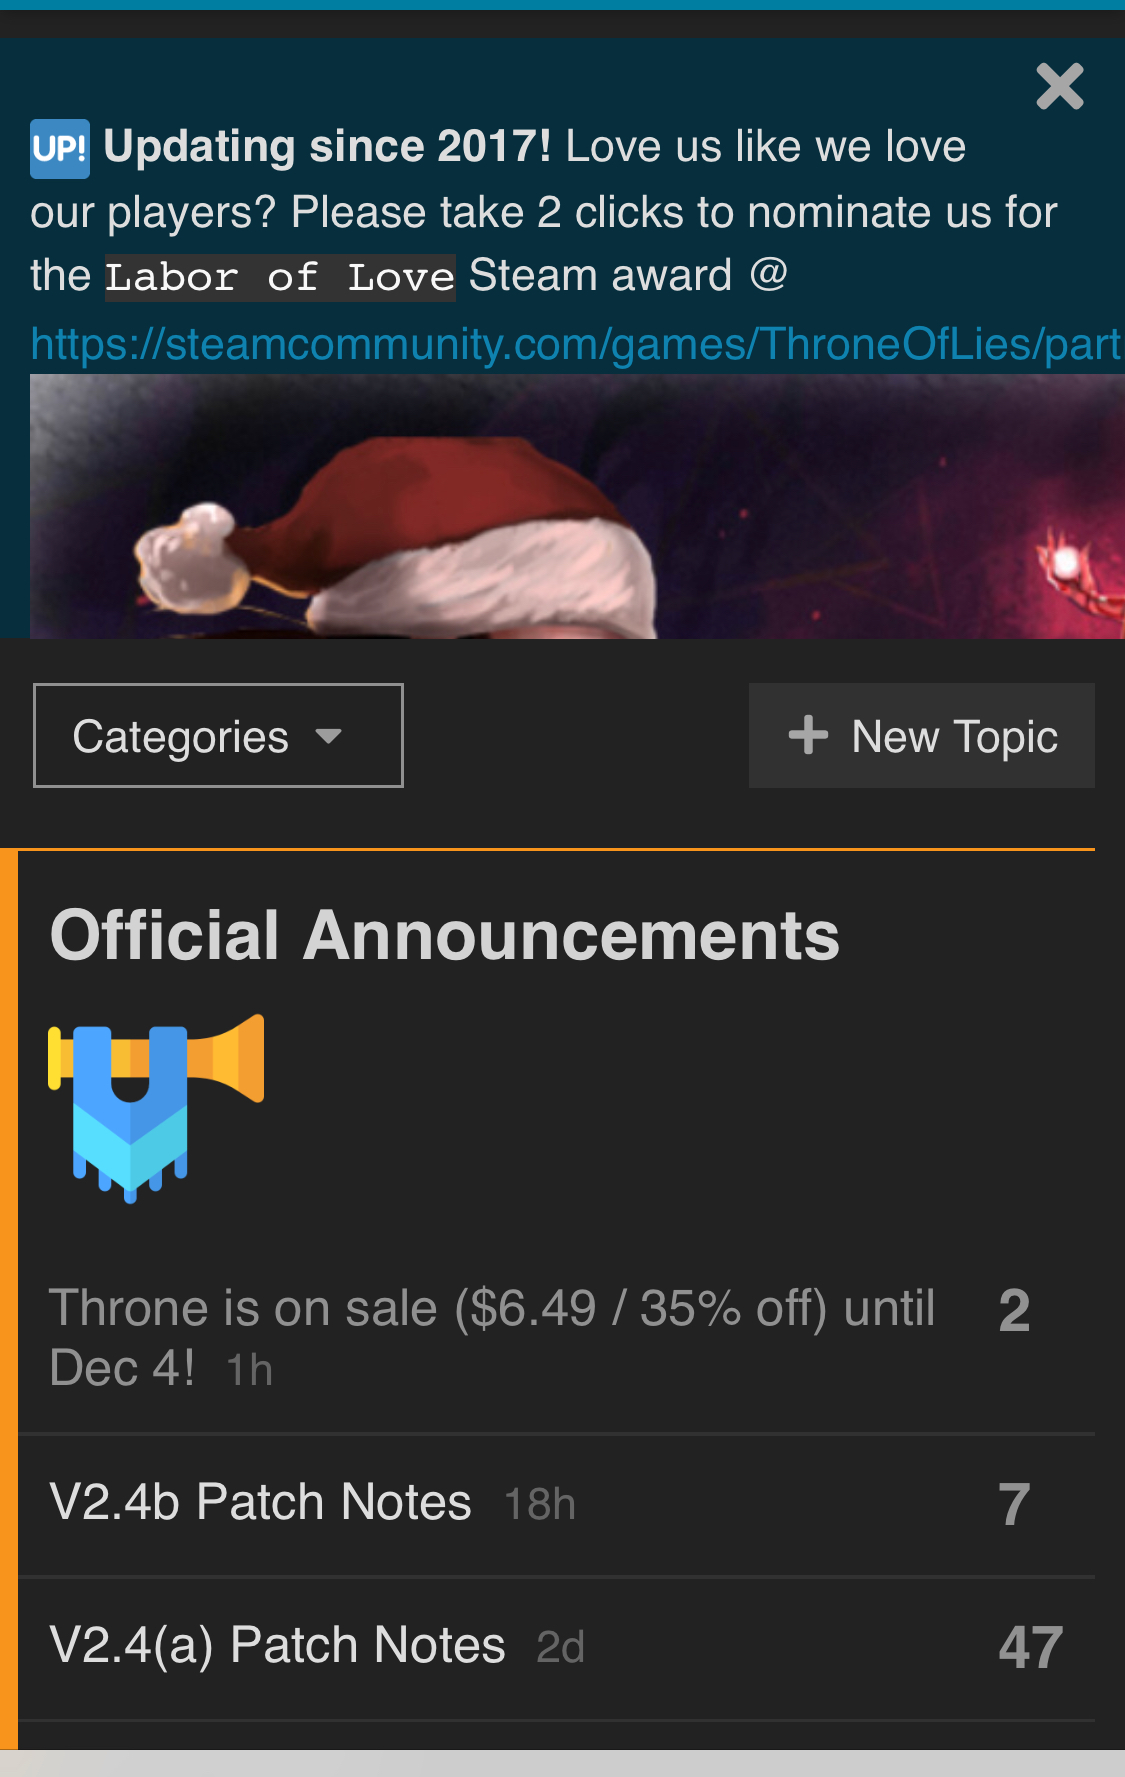 UP! Updating since 2017! Love us like we love
our players? Please take 2 clicks to nominate us for
the Labor of Love Steam award @
https://steamcommunity.com/games/ThroneOfLies/part
Categories
New Topic
Official Announcements
Throne is on sale ($6.49 / 35% off) until 2
Dec 4! 1h
V2.4b Patch Notes 18h 7
V2.4(a) Patch Notes 2d 47